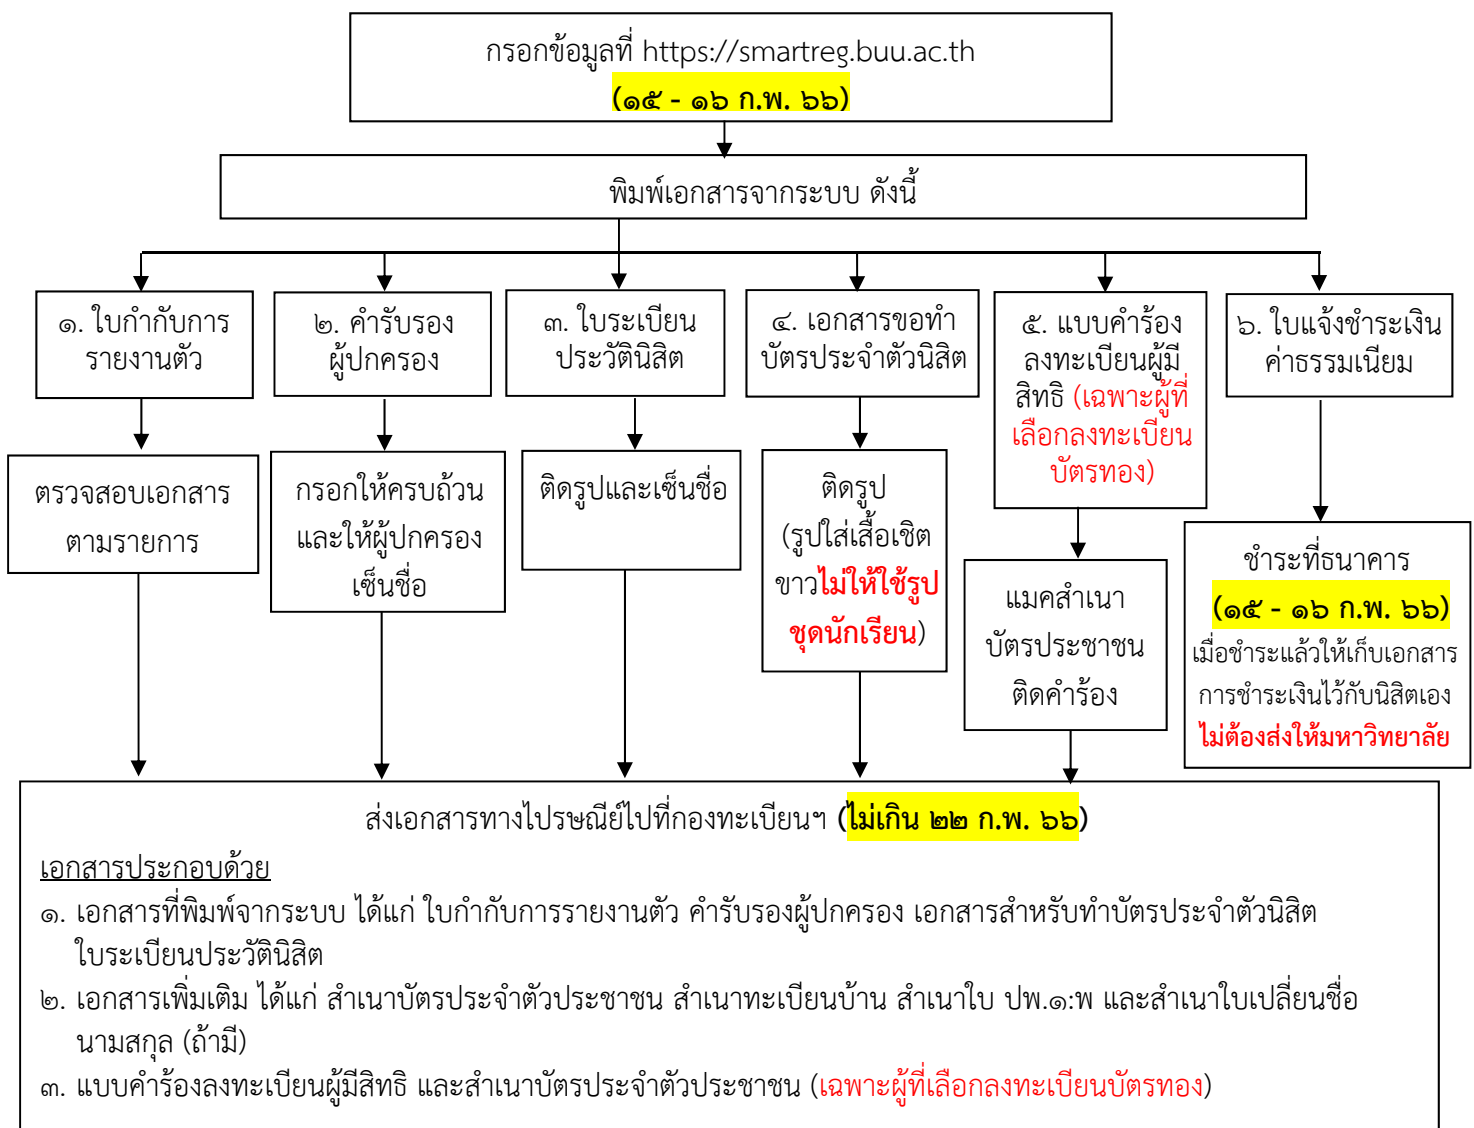 กรอกข้อมูลที่ https://smartreg.buu.ac.th
(๑๕ - ๑๖ ก.พ. ๖๖)
พิมพ์เอกสารจากระบบ ดังนี้
๑. ใบกำกับการ
รายงานตัว
๒. คำรับรอง
ผู้ปกครอง
๓. ใบระเบียน
ประวัตินิสิต
๔. เอกสารขอทำ
บัตรประจำตัวนิสิต
๕. แบบคำร้อง
ลงทะเบียนผู้มี
สิทธิ (เฉพาะผู้ที่
เลือกลงทะเบียน
บัตรทอง)
๖. ใบแจ้งชำระเงิน
ค่าธรรมเนียม
ตรวจสอบเอกสาร
ตามรายการ
กรอกให้ครบถ้วน
และให้ผู้ปกครอง
เซ็นชื่อ
ติดรูปและเซ็นชื่อ
ติดรูป
(รูปใส่เสื้อเชิต
ขาวไม่ให้ใช้รูป
ชุดนักเรียน)
แมคสำเนา
บัตรประชาชน
ติดคำร้อง
ชำระที่ธนาคาร
(๑๕ - ๑๖ ก.พ. ๖๖)
เมื่อชำระแล้วให้เก็บเอกสาร
การชำระเงินไว้กับนิสิตเอง
ไม่ต้องส่งให้มหาวิทยาลัย
ส่งเอกสารทางไปรษณีย์ไปที่กองทะเบียนฯ (ไม่เกิน ๒๒ ก.พ. ๖๖)
เอกสารประกอบด้วย
๑. เอกสารที่พิมพ์จากระบบ ได้แก่ ใบกำกับการรายงานตัว คำรับรองผู้ปกครอง เอกสารสำหรับทำบัตรประจำตัวนิสิต
ใบระเบียนประวัตินิสิต
๒. เอกสารเพิ่มเติม ได้แก่ สำเนาบัตรประจำตัวประชาชน สำเนาทะเบียนบ้าน สำเนาใบ ปพ.๑:พ และสำเนาใบเปลี่ยนชื่อ
นามสกุล (ถ้ามี)
๓. แบบคำร้องลงทะเบียนผู้มีสิทธิ และสำเนาบัตรประจำตัวประชาชน (เฉพาะผู้ที่เลือกลงทะเบียนบัตรทอง)